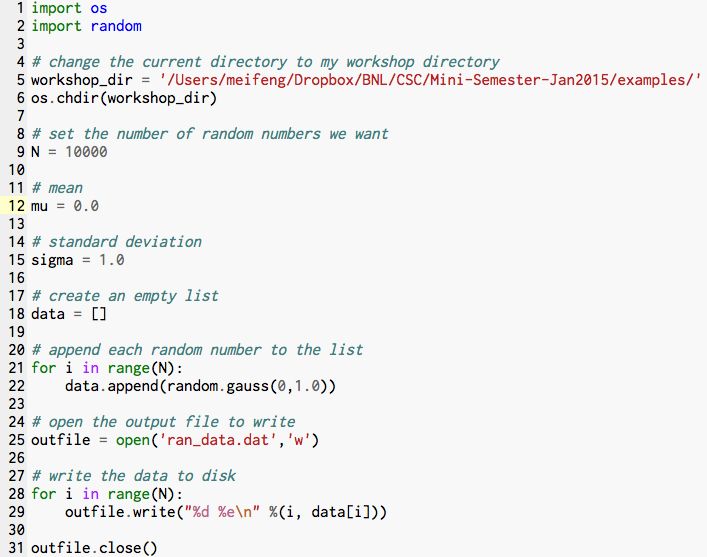 1 import os
2 import random
3
4 # change the current directory to my workshop directory
5 workshop_dir = '/Users/meifeng/Dropbox/BNL/CSC/Mini-Semester-Jan2015/examples/'
6 os.chdir(workshop_dir)
7
8 # set the number of random numbers we want
9 N = 10000
10
11 # mean
12 mu = 0.0
13
14 # standard deviation
15 sigma = 1.0
16
17 # create an empty list
18 data = []
19
20 # append each random number to the list
21 for i in range(N):
22     data.append(random.gauss(0,1.0))
23
24 # open the output file to write
25 outfile = open('ran_data.dat','w')
26
27 # write the data to disk
28 for i in range(N):
29     outfile.write("%d %e\n" %(i, data[i]))
30
31 outfile.close()